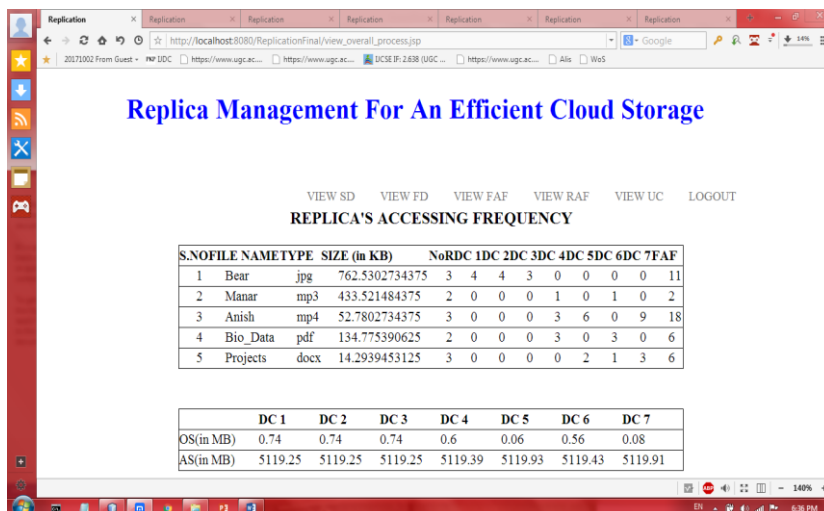 Replication Replication Replication Replication Replication Replication Replication
http://localhost:8080/ReplicationFinal/view_overall_process.jsp Google 14%
20171002 From Guest UDC https://www.ugc.ac.... https://www.ugc.ac.... IJCSE IF: 2.638 (UGC ... https://www.ugc.ac.... Alis WoS
Replica Management For An Efficient Cloud Storage
VIEW SD VIEW FD VIEW FAF VIEW RAF VIEW UC LOGOUT
REPLICA'S ACCESSING FREQUENCY
S.NO FILE NAME TYPE SIZE (in KB) NoR DC 1 DC 2 DC 3 DC 4 DC 5 DC 6 DC 7 FAF
1 Bear jpg 762.5302734375 3 4 4 3 0 0 0 0 11
2 Manar mp3 433.521484375 2 0 0 0 1 0 1 0 2
3 Anish mp4 52.7802734375 3 0 0 0 3 6 0 9 18
4 Bio_Data pdf 134.775390625 2 0 0 0 3 0 3 0 6
5 Projects docx 14.2939453125 3 0 0 0 0 2 1 3 6
DC 1 DC 2 DC 3 DC 4 DC 5 DC 6 DC 7
OS(in MB) 0.74 0.74 0.74 0.6 0.06 0.56 0.08
AS(in MB) 5119.25 5119.25 5119.25 5119.39 5119.93 5119.43 5119.91
ABP 140%
EN 6:36 PM